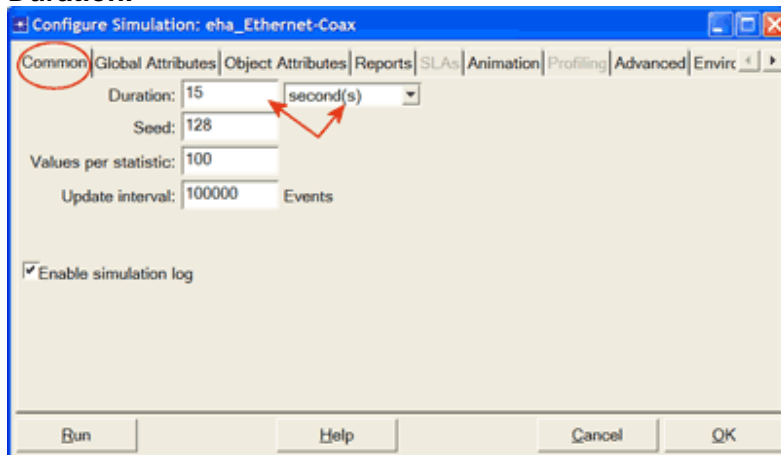 Configure Simulation: eha_Ethernet-Coax
Common Global Attributes Object Attributes Reports SLAs Animation Profiling Advanced Envirc
Duration: 15 second(s)
Seed: 128
Values per statistic: 100
Update interval: 100000 Events
Enable simulation log
Run Help Cancel OK